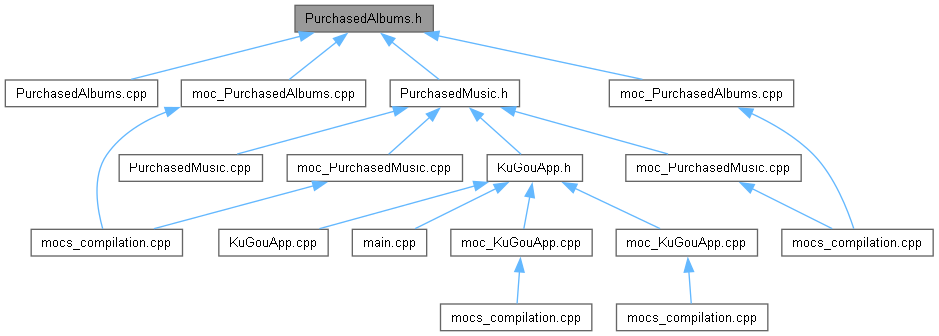 PurchasedAlbums.h
PurchasedAlbums.cpp
moc_PurchasedAlbums.cpp
PurchasedMusic.h
moc_PurchasedAlbums.cpp
PurchasedMusic.cpp
moc_PurchasedMusic.cpp
KuGouApp.h
moc_PurchasedMusic.cpp
mocs_compilation.cpp
KuGouApp.cpp
main.cpp
moc_KuGouApp.cpp
moc_KuGouApp.cpp
mocs_compilation.cpp
mocs_compilation.cpp
mocs_compilation.cpp